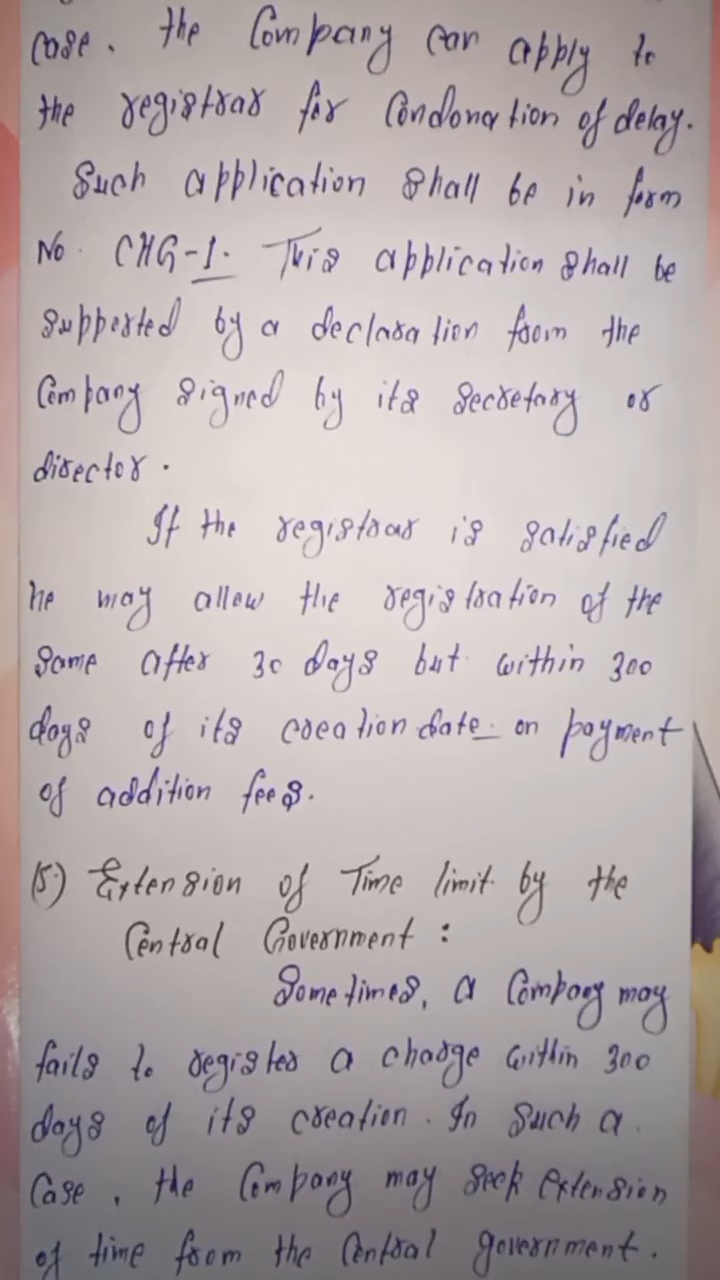 case. the Company can apply to
the registrar for Condonation of delay.
Such application shall be in form
No. CHG-1. This application shall be
supported by a declaration from the
Company signed by its secretary or
director.
If the registrar is satisfied
he may allow the registration of the
same after 30 days but within 300
days of its creation date on payment
of addition fees.
(5) Extension of Time limit by the
Central Government :
Sometimes, a Company may
fails to register a charge within 300
days of its creation. In such a
Case, the Company may seek extension
of time from the Central government.